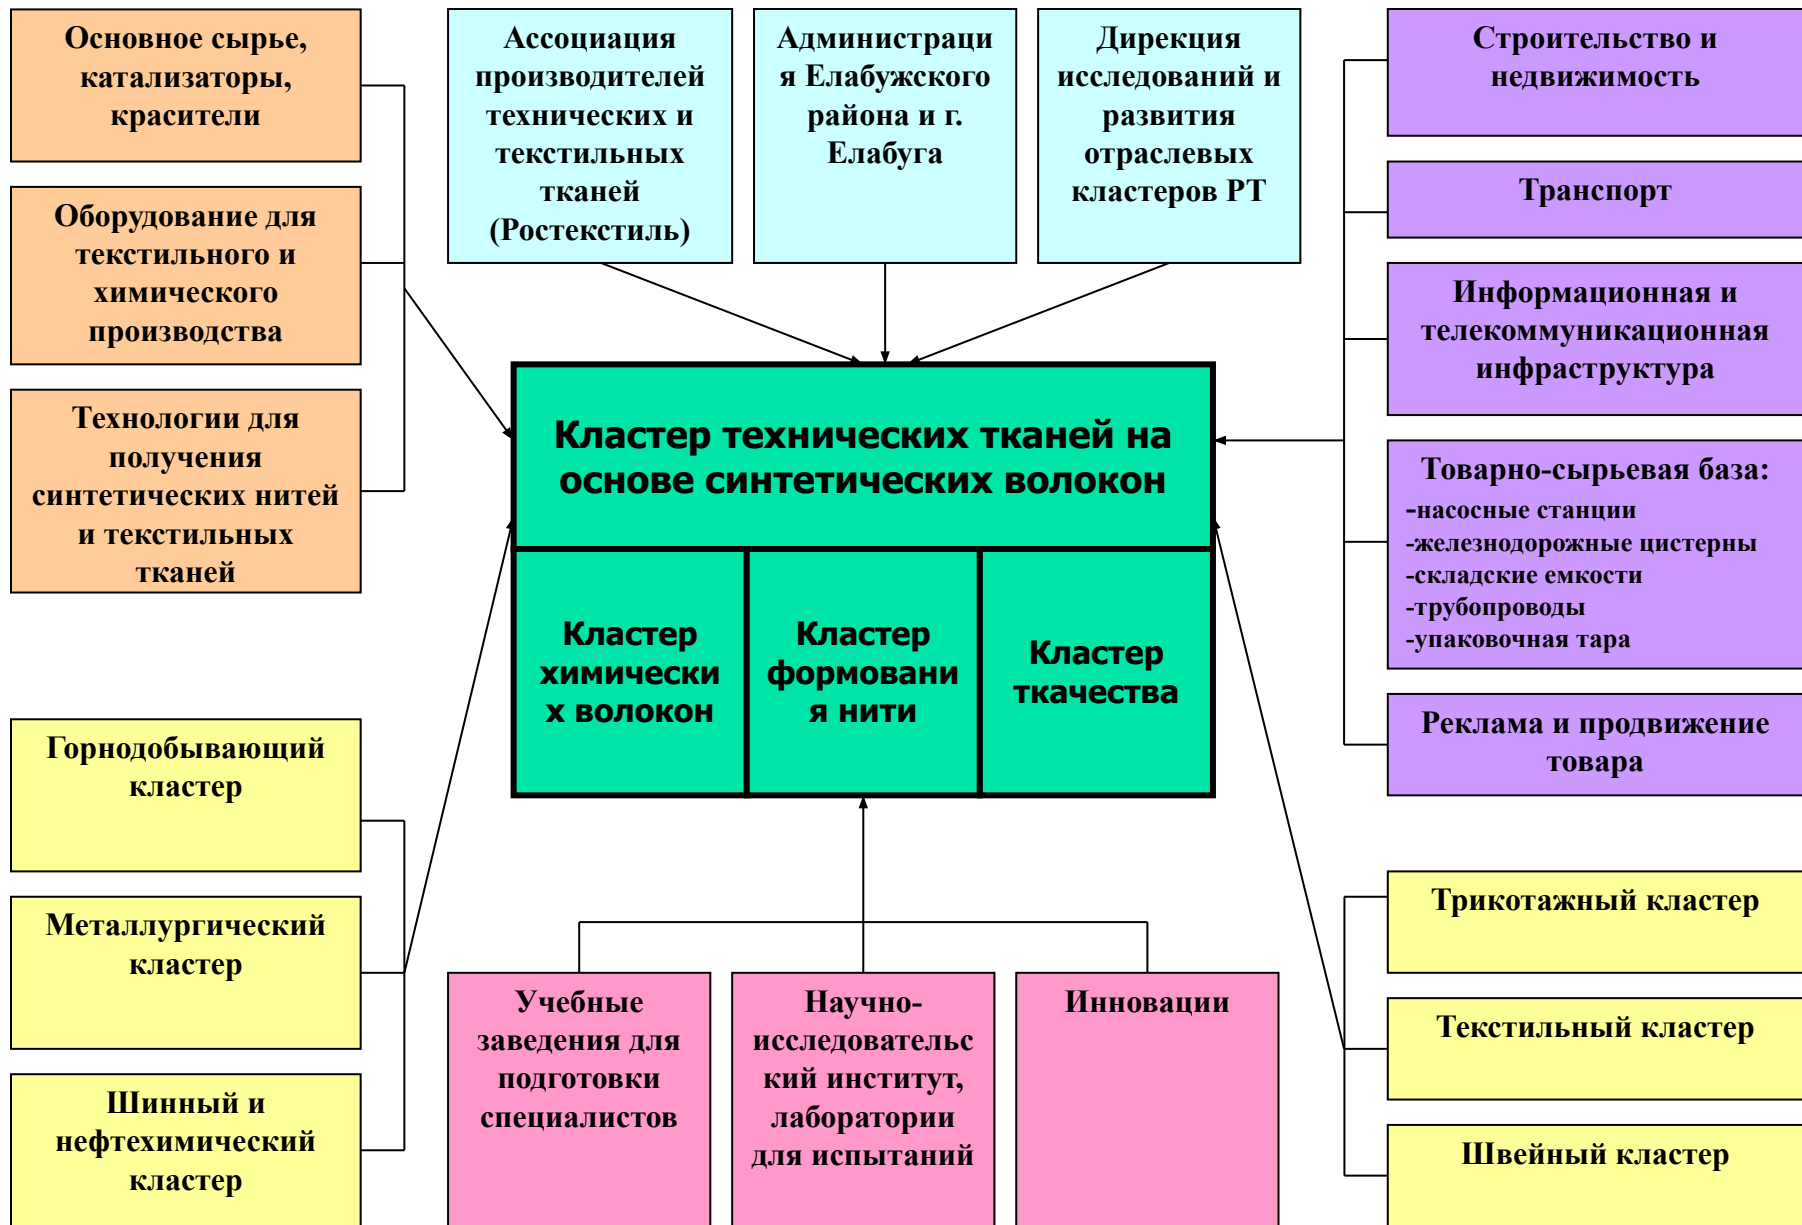 Основное сырье,
катализаторы,
красители
Оборудование для
текстильного и
химического
производства
Технологии для
получения
синтетических нитей
и текстильных
тканей
Горнодобывающий
кластер
Металлургический
кластер
Шинный и
нефтехимический
кластер
Ассоциация
производителей
технических и
текстильных
тканей
(Ростекстиль)
Администраци
я Елабужского
района и г.
Елабуга
Дирекция
исследований и
развития
отраслевых
кластеров РТ
Кластер технических тканей на
основе синтетических волокон
Кластер
химически
х волокон
Кластер
формовани
я нити
Кластер
ткачества
Учебные
заведения для
подготовки
специалистов
Научно-
исследовательс
кий институт,
лаборатории
для испытаний
Инновации
Строительство и
недвижимость
Транспорт
Информационная и
телекоммуникационная
инфраструктура
Товарно-сырьевая база:
-насосные станции
-железнодорожные цистерны
-складские емкости
-трубопроводы
-упаковочная тара
Реклама и продвижение
товара
Трикотажный кластер
Текстильный кластер
Швейный кластер